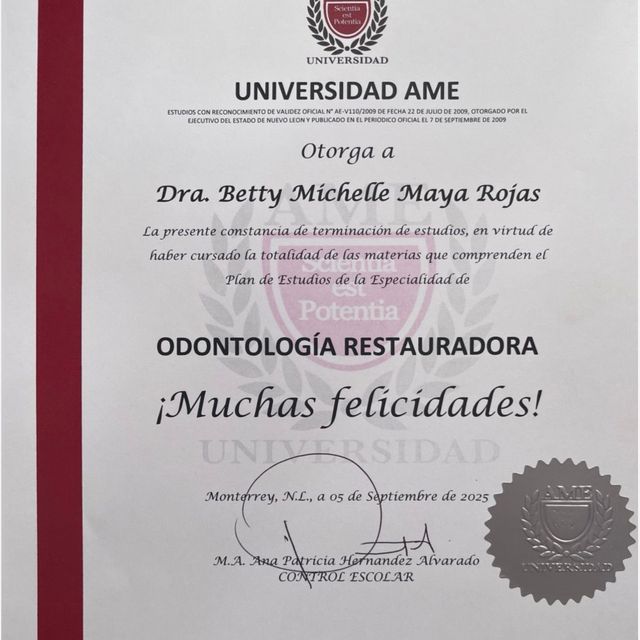 Scientia
est
Potentia
UNIVERSIDAD
UNIVERSIDAD AME
ESTUDIOS CON RECONOCIMIENTO DE VALIDEZ OFICIAL N° AE-V110/2009 DE FECHA 22 DE JULIO DE 2009, OTORGADO POR EL
EJECUTIVO DEL ESTADO DE NUEVO LEON Y PUBLICADO EN EL PERIODICO OFICIAL EL 7 DE SEPTIEMBRE DE 2009
Otorga a
Dra. Betty Michelle Maya Rojas
AME
La presente constancia de terminación de estudios, en virtud de
haber cursado la totalidad de las materias que comprenden el
Scientia
Plan de Estudios de la Especialidad de
est
Potentia
ODONTOLOGÍA RESTAURADORA
¡Muchas felicidades!
UNIVERSIDAD
Monterrey, N.L., a 05 de Septiembre de 2025
AME
UNIVERSIDAD
M.A. Ana Patricia Hernandez Alvarado
CONTROL ESCOLAR